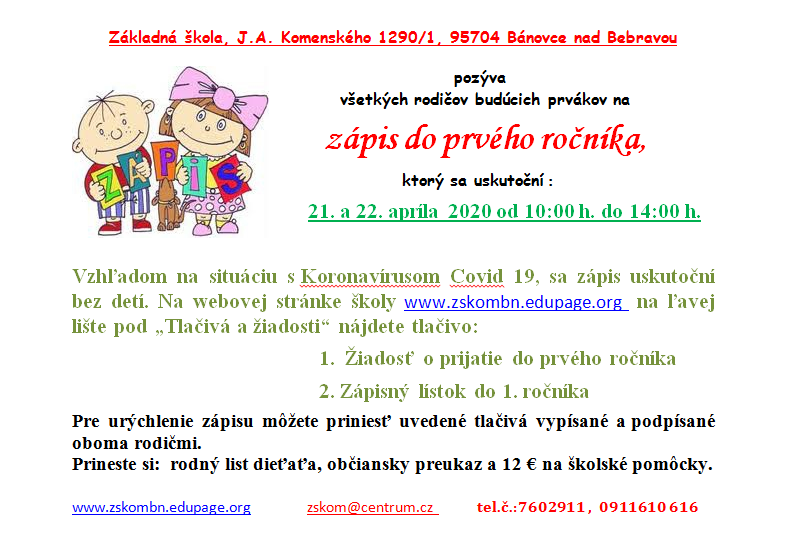 Základná škola, J.A. Komenského 1290/1, 95704 Bánovce nad Bebravou
pozýva
všetkých rodičov budúcich prvákov na
zápis do prvého ročníka,
ktorý sa uskutoční :
ZÁPIS
21. a 22. apríla 2020 od 10:00 h. do 14:00 h.
Vzhľadom na situáciu s Koronavírusom Covid 19, sa zápis uskutoční
bez detí. Na webovej stránke školy www.zskombn.edupage.org na ľavej
lište pod „Tlačivá a žiadosti“ nájdete tlačivo:
1. Žiadosť o prijatie do prvého ročníka
2. Zápisný lístok do 1. ročníka
Pre urýchlenie zápisu môžete priniesť uvedené tlačivá vypísané a podpísané
oboma rodičmi.
Prineste si: rodný list dieťaťa, občiansky preukaz a 12 € na školské pomôcky.
www.zskombn.edupage.org zskom@centrum.cz tel.č.:7602911, 0911610616